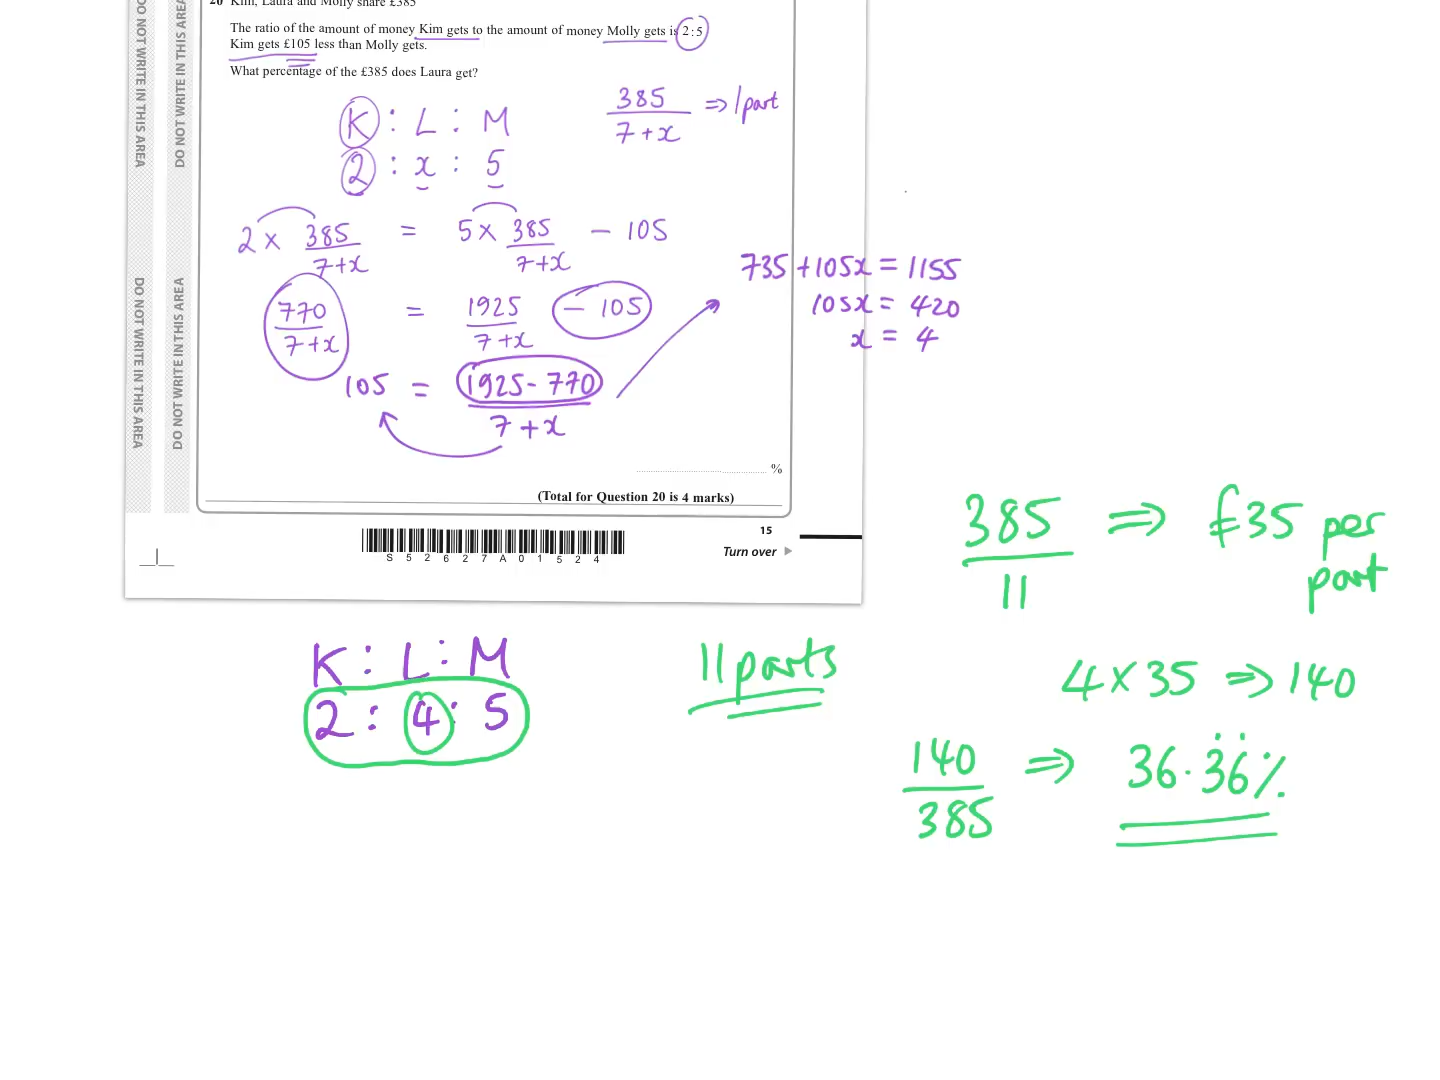 20 Kim, Laura and Molly share £385
The ratio of the amount of money Kim gets to the amount of money Molly gets is 2:5
Kim gets £105 less than Molly gets.
What percentage of the £385 does Laura get?
K : L : M
2 : x : 5
385/(7+x) ⇒ 1 part
2 × 385/(7+x) = 5 × 385/(7+x) − 105
770/(7+x) = 1925/(7+x) − 105
105 = (1925 - 770)/(7+x)
735 + 105x = 1155
105x = 420
x = 4
%
(Total for Question 20 is 4 marks)
15
Turn over
S52627A01524
DO NOT WRITE IN THIS AREA
DO NOT WRITE IN THIS AREA
DO NOT WRITE IN THIS AREA
DO NOT WRITE IN THIS AREA
K : L : M
2 : 4 : 5
11 parts
385/11 ⇒ £35 per part
4 × 35 ⇒ 140
140/385 ⇒ 36.3̇6̇%